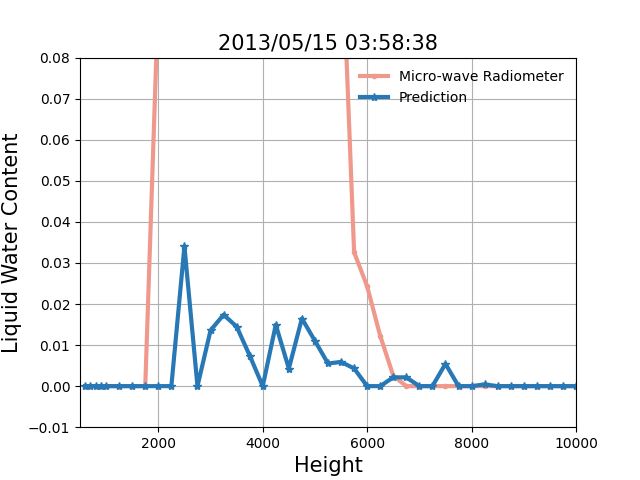 2013/05/15 03:58:38
Liquid Water Content
0.08
0.07
0.06
0.05
0.04
0.03
0.02
0.01
0.00
−0.01
Micro-wave Radiometer
Prediction
2000 4000 6000 8000 10000
Height